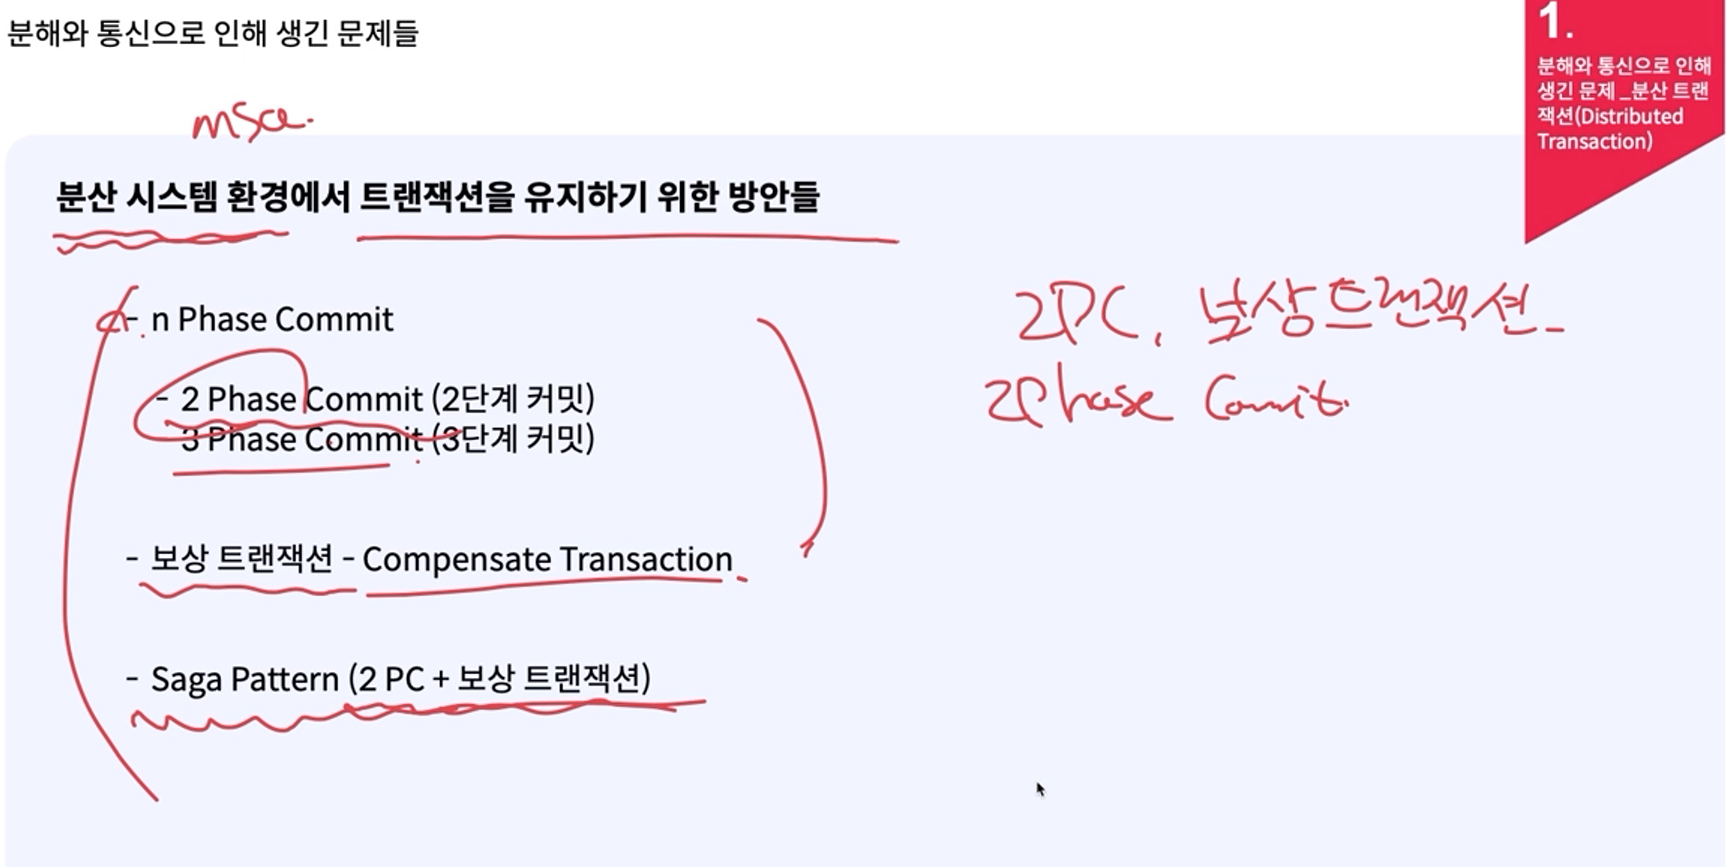 분해와 통신으로 인해 생긴 문제들
1.
분해와 통신으로 인해
생긴 문제 _분산 트랜
잭션(Distributed
Transaction)
msa.
분산 시스템 환경에서 트랜잭션을 유지하기 위한 방안들
- n Phase Commit
- 2 Phase Commit (2단계 커밋)
3 Phase Commit (3단계 커밋)
- 보상 트랜잭션 - Compensate Transaction
- Saga Pattern (2 PC + 보상 트랜잭션)
2PC, 보상트랜잭션
2Phase Commit.